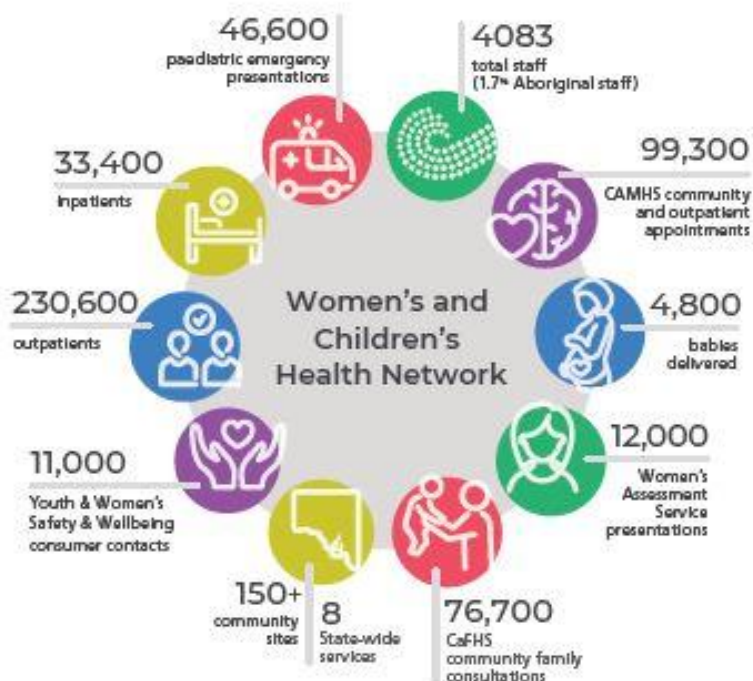 46,600
paediatric emergency
presentations
4083
total staff
(1.7% Aboriginal staff)
99,300
CAMHS community
and outpatient
appointments
4,800
babies
delivered
12,000
Women's
Assessment
Service
presentations
76,700
CaFHS
community family
consultations
8
State-wide
services
150+
community
sites
11,000
Youth & Women's
Safety & Wellbeing
consumer contacts
230,600
outpatients
33,400
inpatients
Women's and
Children's
Health Network